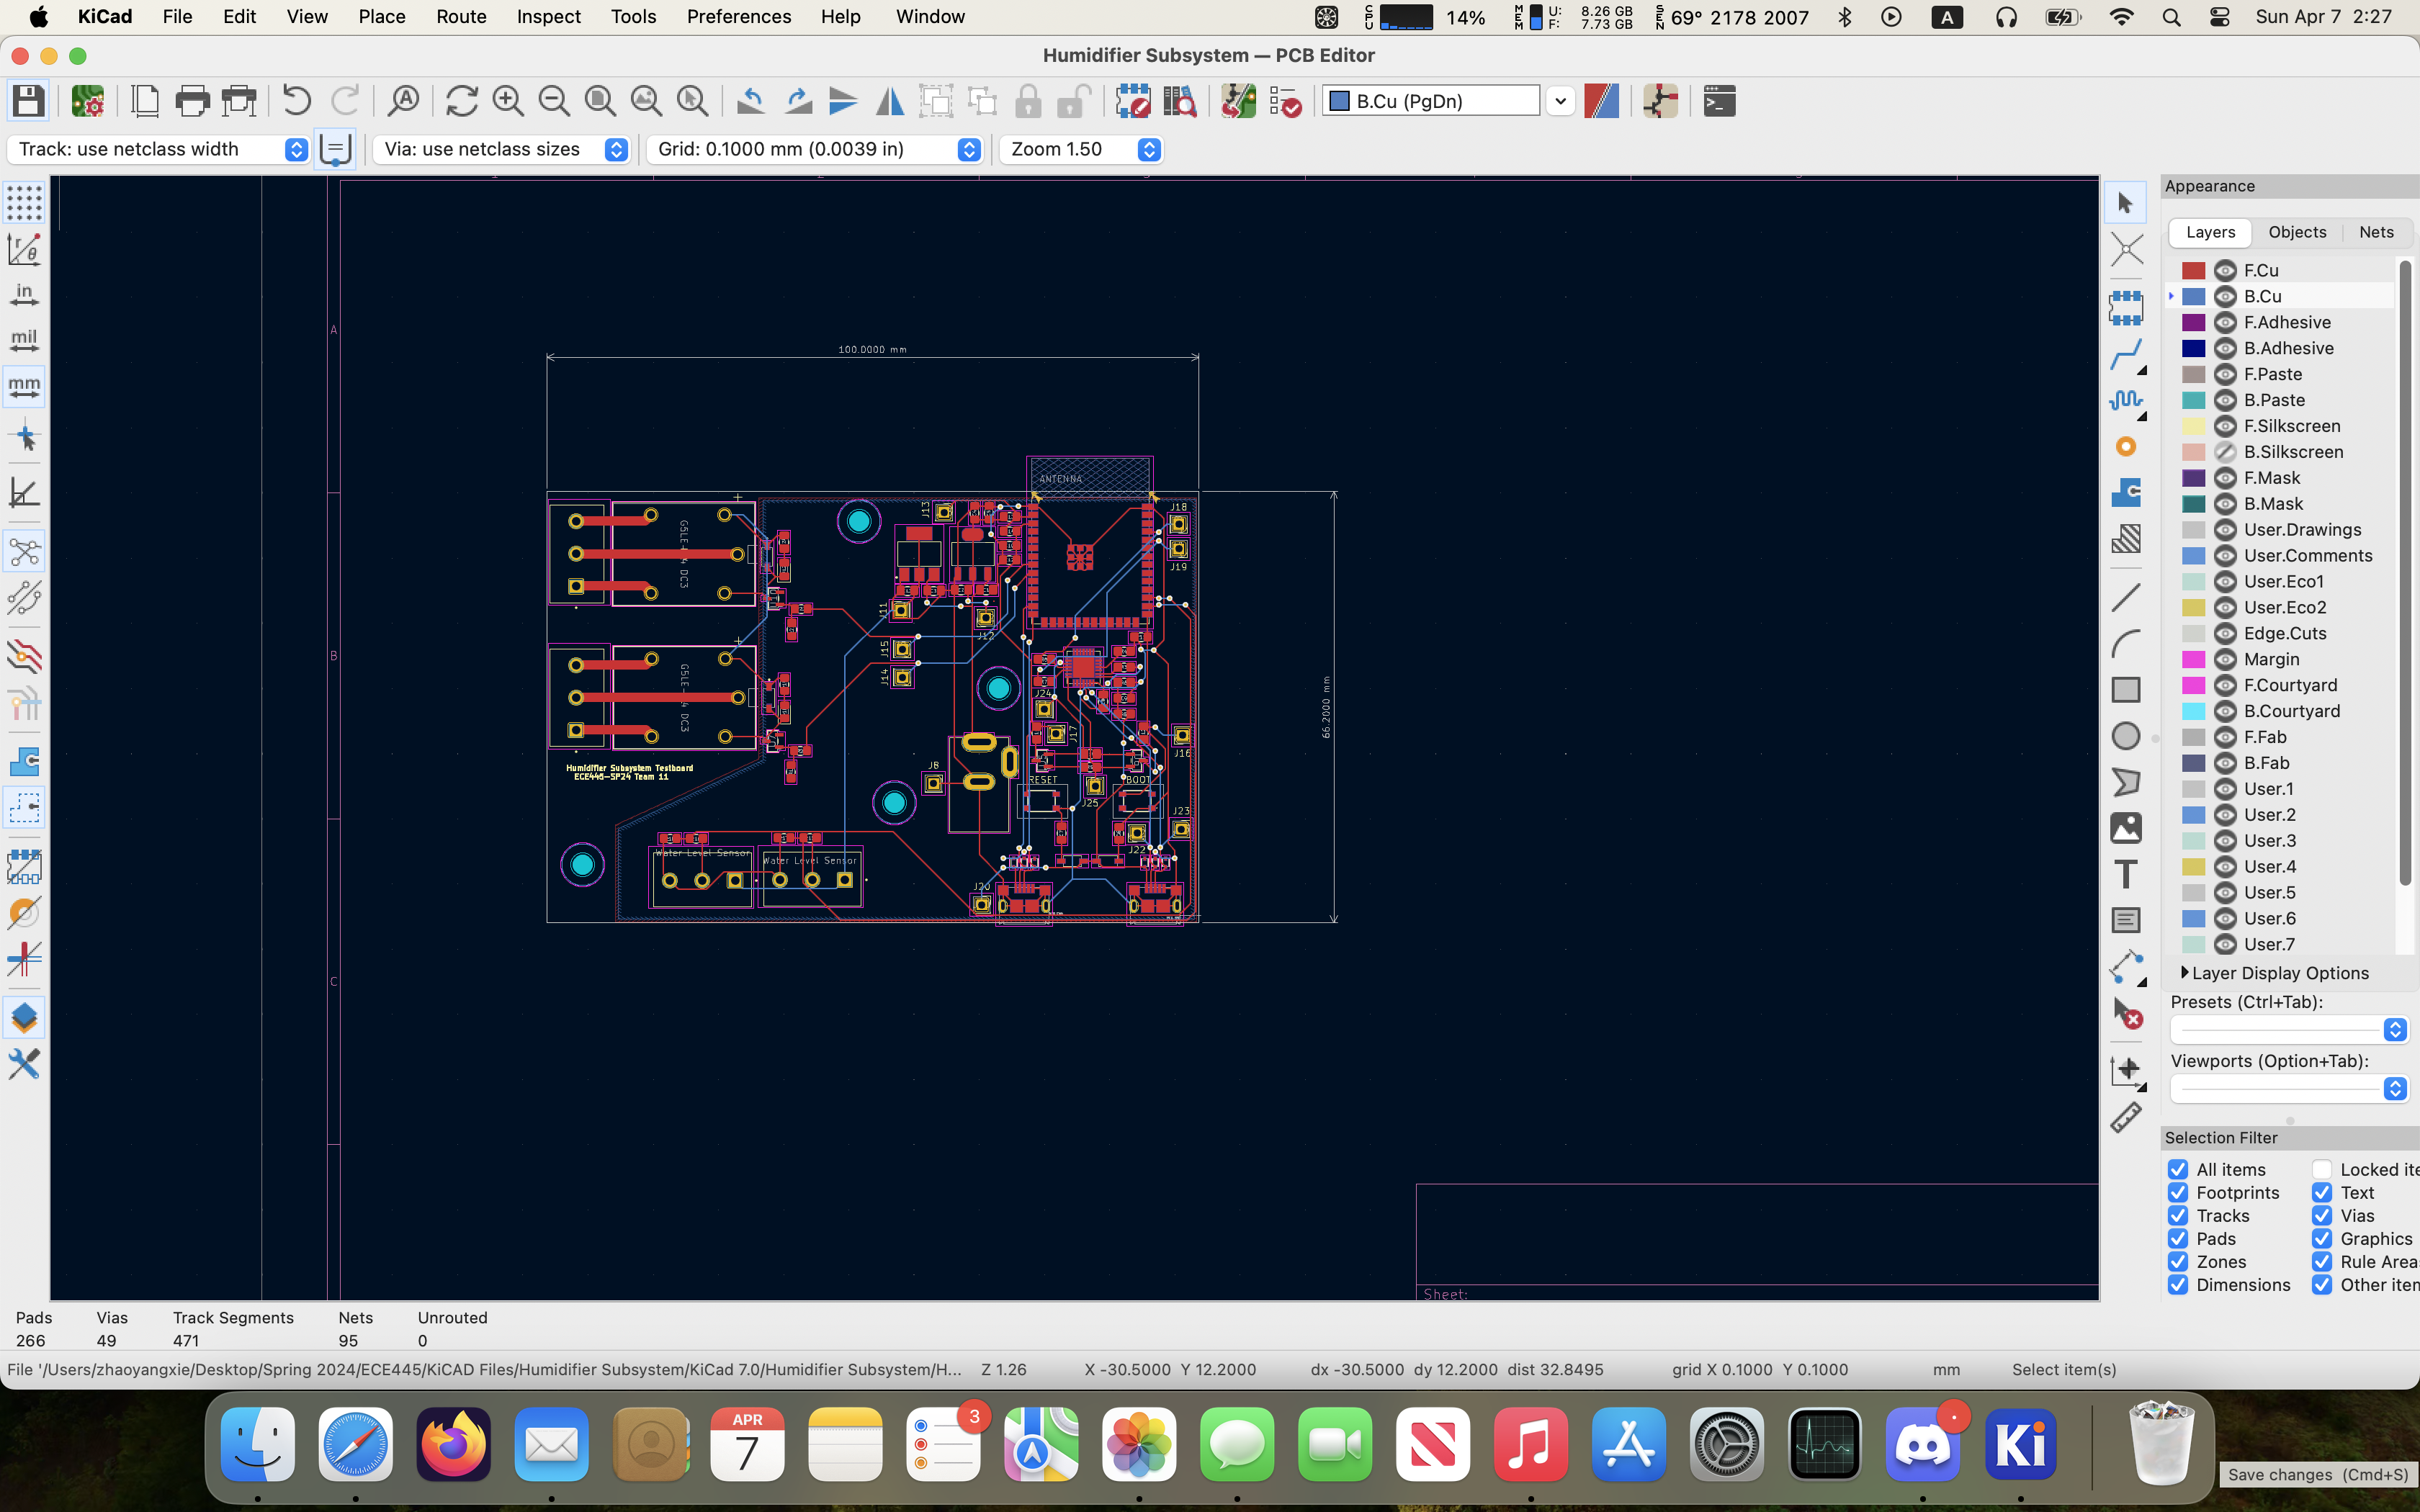 KiCad File Edit View Place Route Inspect Tools Preferences Help Window
CPU 14% MEM U: 8.26 GB F: 7.73 GB SEN 69° 2178 2007 A Sun Apr 7 2:27
Humidifier Subsystem — PCB Editor
B.Cu (PgDn)
Track: use netclass width
Via: use netclass sizes
Grid: 0.1000 mm (0.0039 in)
Zoom 1.50
in
mil
mm
A
B
C
100.0000 mm
66.2000 mm
ANTENNA
J13
J18
J19
J11
J12
J15
J14
J24
J17
J16
J8
RESET
BOOT
J25
J23
J22
J20
Humidifier Subsystem Testboard
ECE445-SP24 Team 11
Water Level Sensor
Water Level Sensor
Sheet:
Appearance
Layers Objects Nets
F.Cu
B.Cu
F.Adhesive
B.Adhesive
F.Paste
B.Paste
F.Silkscreen
B.Silkscreen
F.Mask
B.Mask
User.Drawings
User.Comments
User.Eco1
User.Eco2
Edge.Cuts
Margin
F.Courtyard
B.Courtyard
F.Fab
B.Fab
User.1
User.2
User.3
User.4
User.5
User.6
User.7
Layer Display Options
Presets (Ctrl+Tab):
Viewports (Option+Tab):
Selection Filter
All items Locked ite
Footprints Text
Tracks Vias
Pads Graphics
Zones Rule Area
Dimensions Other iten
Pads Vias Track Segments Nets Unrouted
266 49 471 95 0
File '/Users/zhaoyangxie/Desktop/Spring 2024/ECE445/KiCAD Files/Humidifier Subsystem/KiCad 7.0/Humidifier Subsystem/H... Z 1.26 X -30.5000 Y 12.2000 dx -30.5000 dy 12.2000 dist 32.8495 grid X 0.1000 Y 0.1000 mm Select item(s)
APR
7
3
Ki
Save changes (Cmd+S)